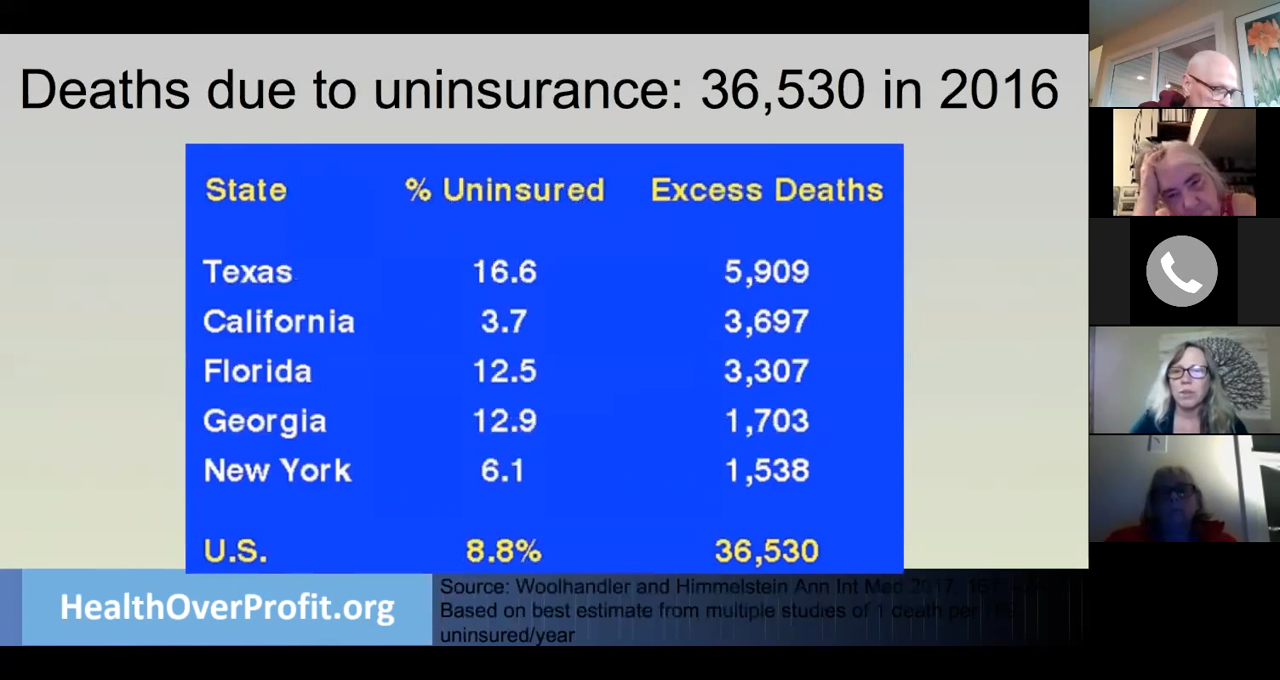 Deaths due to uninsurance: 36,530 in 2016
State % Uninsured Excess Deaths
Texas 16.6 5,909
California 3.7 3,697
Florida 12.5 3,307
Georgia 12.9 1,703
New York 6.1 1,538
U.S. 8.8% 36,530
HealthOverProfit.org
Source: Woolhandler and Himmelstein Ann Int Med 2017
Based on best estimate from multiple studies of 1 death per
uninsured/year